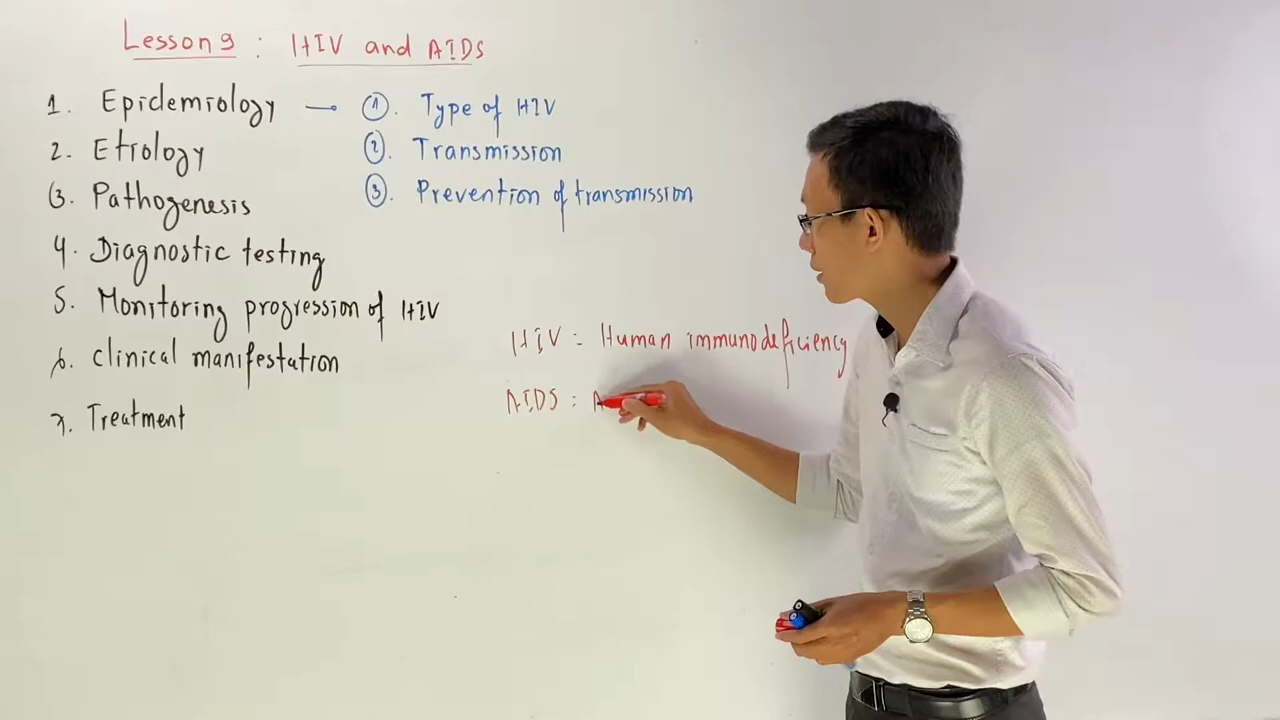 Lesson 9 : HIV and AIDS
1. Epidemiology — ①. Type of HIV
2. Etiology ②. Transmission
3. Pathogenesis ③. Prevention of transmission
4. Diagnostic testing
5. Monitoring progression of HIV
6. Clinical manifestation
7. Treatment
HIV = Human immunodeficiency
AIDS = A